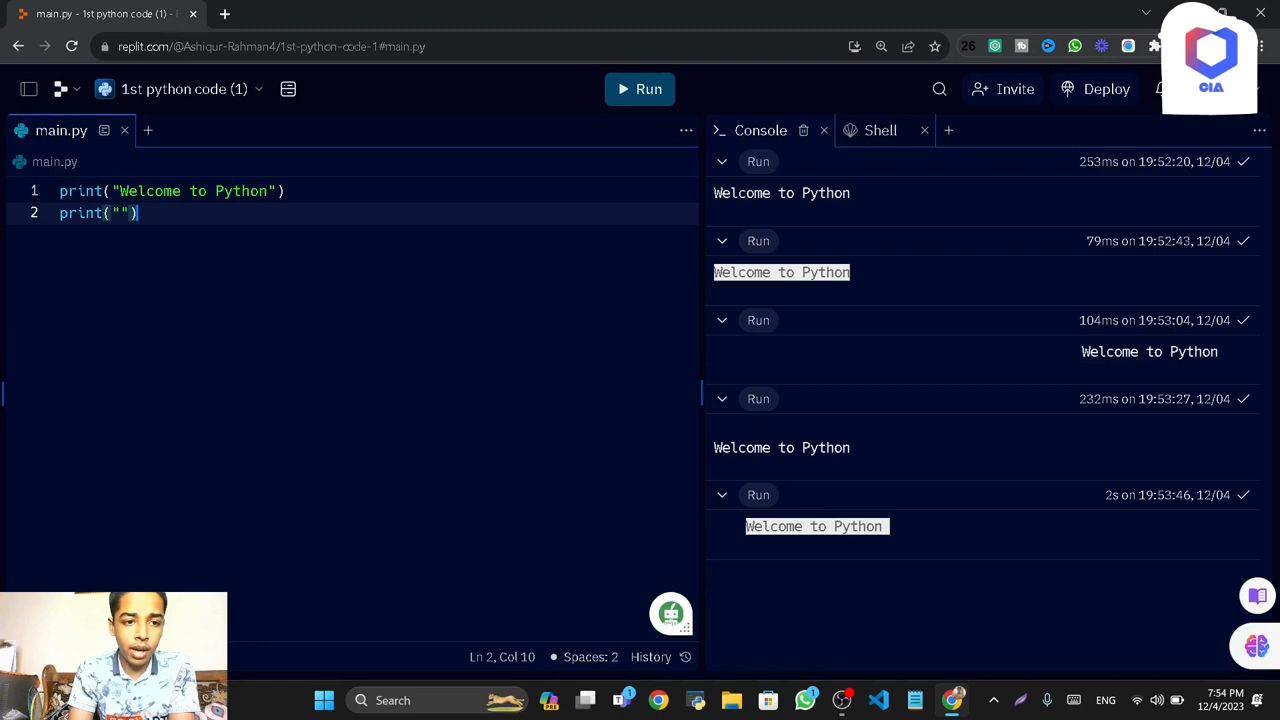 main.py - 1st python code (1) -
replit.com/@Ashiqur-Rahman4/1st-python-code-1#main.py
26
CIA
1st python code (1)
Run
Invite
Deploy
main.py
Console
Shell
main.py
1 print("Welcome to Python")
2 print("")
Run
253ms on 19:52:20, 12/04
Welcome to Python
Run
79ms on 19:52:43, 12/04
Welcome to Python
Run
104ms on 19:53:04, 12/04
Welcome to Python
Run
232ms on 19:53:27, 12/04
Welcome to Python
Run
2s on 19:53:46, 12/04
Welcome to Python
Ln 2, Col 10
Spaces: 2
History
Search
1
1
ENG
7:54 PM
12/4/2023